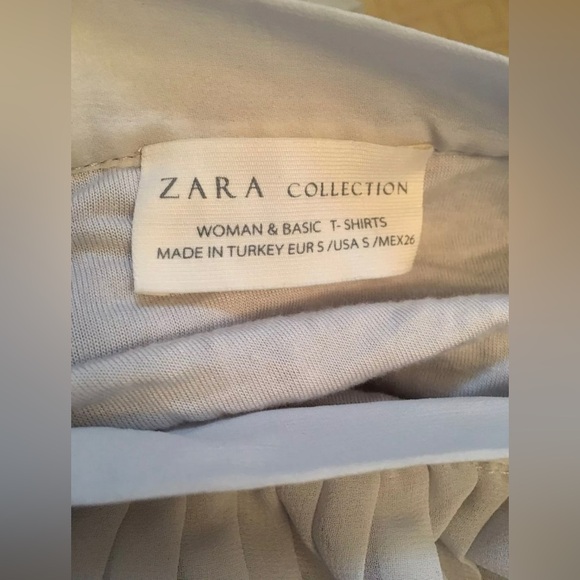 ZARA COLLECTION
WOMAN & BASIC T-SHIRTS
MADE IN TURKEY EUR S /USA S /MEX26